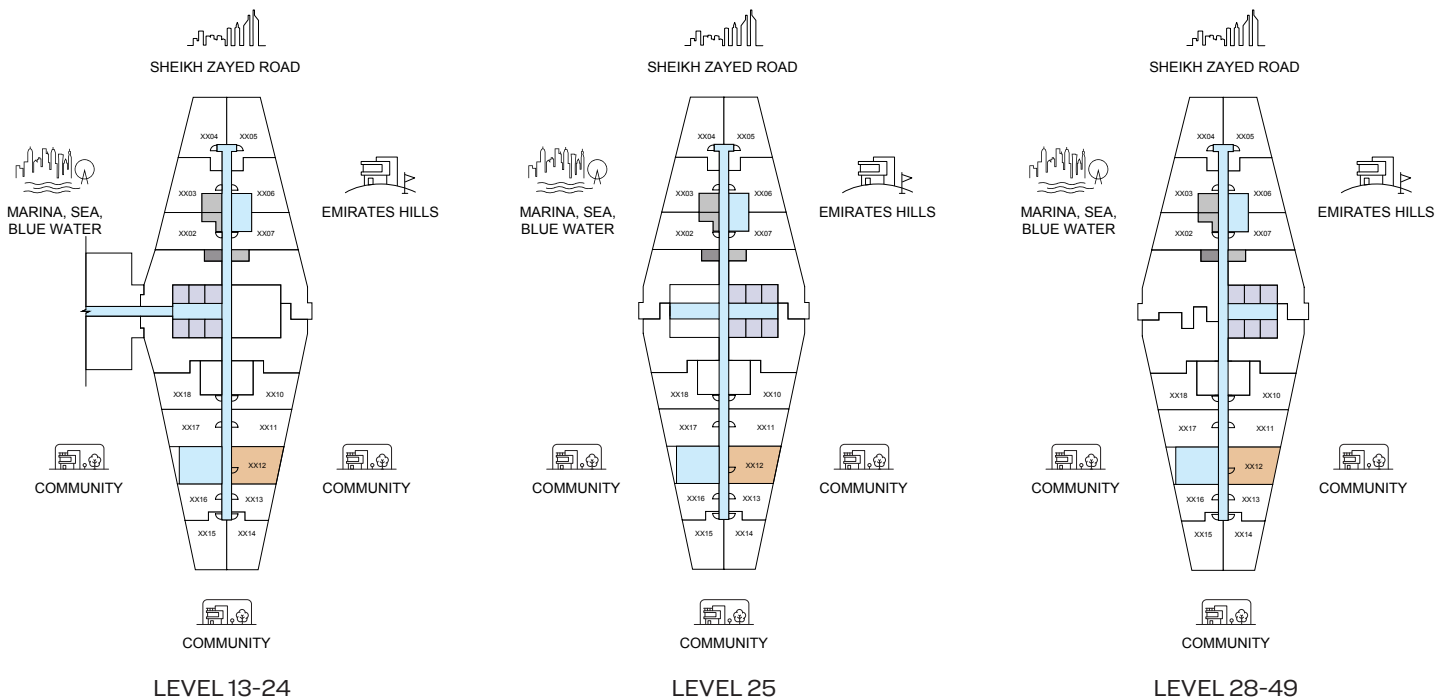 SHEIKH ZAYED ROAD
XX04 XX05
MARINA, SEA,
BLUE WATER
XX03 XX06
EMIRATES HILLS
XX02 XX07
XX18 XX10
XX17 XX11
XX12
COMMUNITY
COMMUNITY
XX16 XX13
XX15 XX14
COMMUNITY
LEVEL 13-24
SHEIKH ZAYED ROAD
XX04 XX05
MARINA, SEA,
BLUE WATER
XX03 XX06
EMIRATES HILLS
XX02 XX07
XX18 XX10
XX17 XX11
XX12
COMMUNITY
COMMUNITY
XX16 XX13
XX15 XX14
COMMUNITY
LEVEL 25
SHEIKH ZAYED ROAD
XX04 XX05
MARINA, SEA,
BLUE WATER
XX03 XX06
EMIRATES HILLS
XX02 XX07
XX18 XX10
XX17 XX11
XX12
COMMUNITY
COMMUNITY
XX16 XX13
XX15 XX14
COMMUNITY
LEVEL 28-49